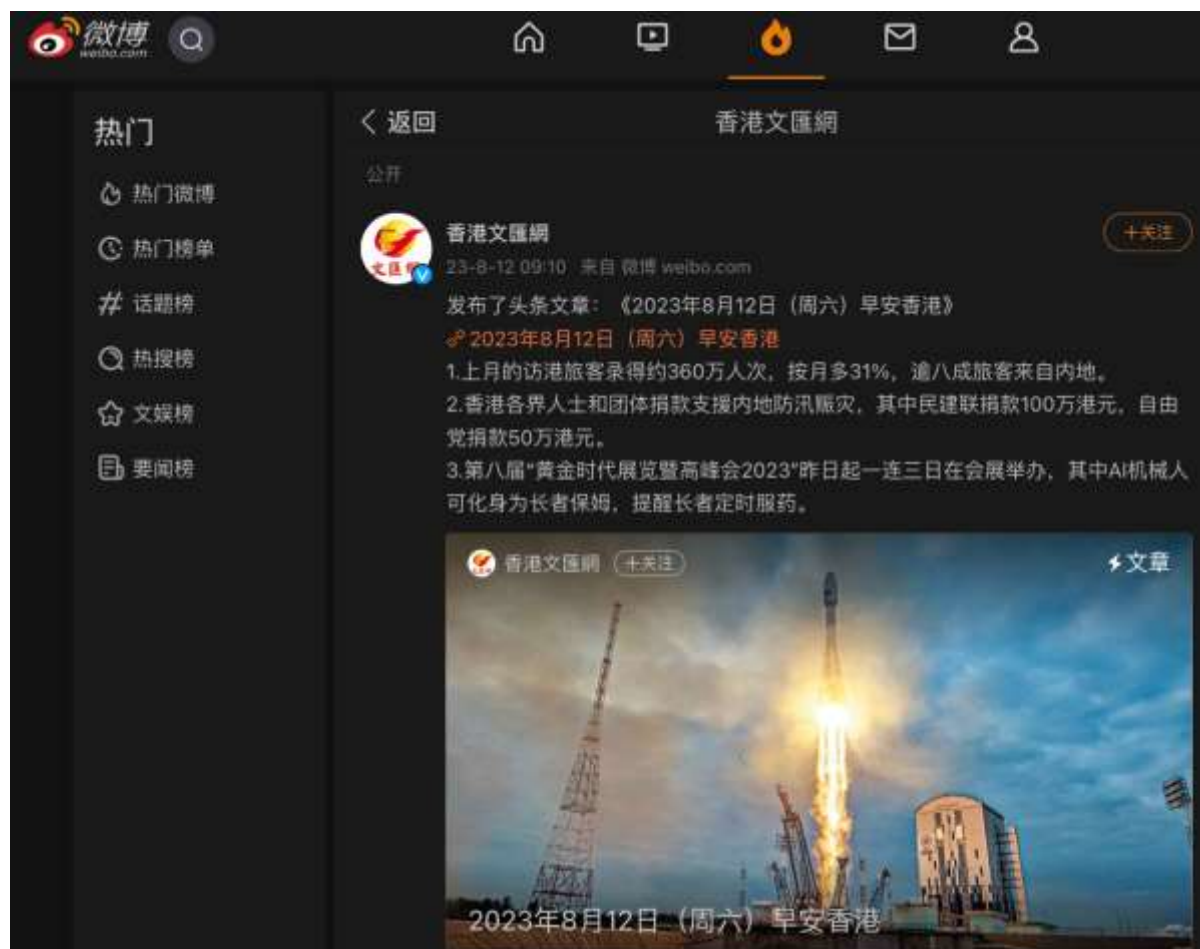 微博
weibo.com
热门
热门微博
热门榜单
话题榜
热搜榜
文娱榜
要闻榜
返回
香港文匯網
公开
香港文匯網
+关注
23-8-12 09:10 来自 微博 weibo.com
发布了头条文章：《2023年8月12日（周六）早安香港》
2023年8月12日（周六）早安香港
1.上月的访港旅客录得约360万人次，按月多31%，逾八成旅客来自内地。
2.香港各界人士和团体捐款支援内地防汛赈灾，其中民建联捐款100万港元，自由
党捐款50万港元。
3.第八届“黄金时代展览暨高峰会2023”昨日起一连三日在会展举办，其中AI机械人
可化身为长者保姆，提醒长者定时服药。
香港文匯網
+关注
文章
2023年8月12日（周六）早安香港